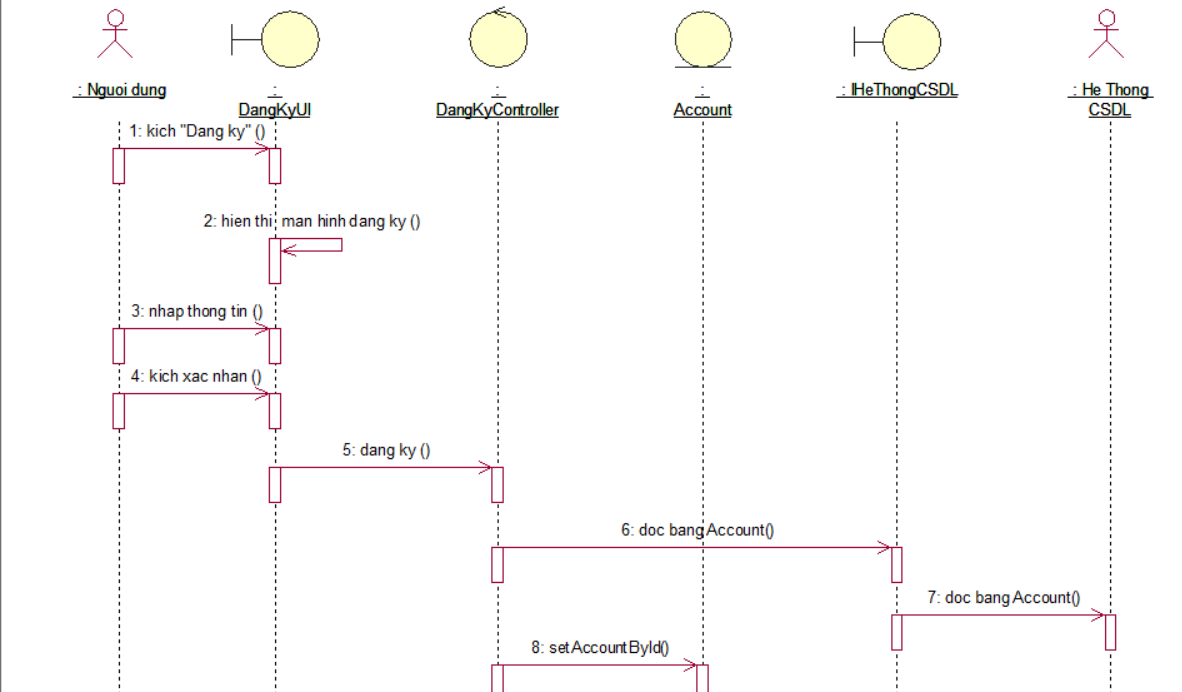 : Nguoi dung
:
DangKyUI
:
DangKyController
:
Account
: IHeThongCSDL
: He Thong
CSDL
1: kich "Dang ky" ()
2: hien thi man hinh dang ky ()
3: nhap thong tin ()
4: kich xac nhan ()
5: dang ky ()
6: doc bang Account()
7: doc bang Account()
8: setAccountById()